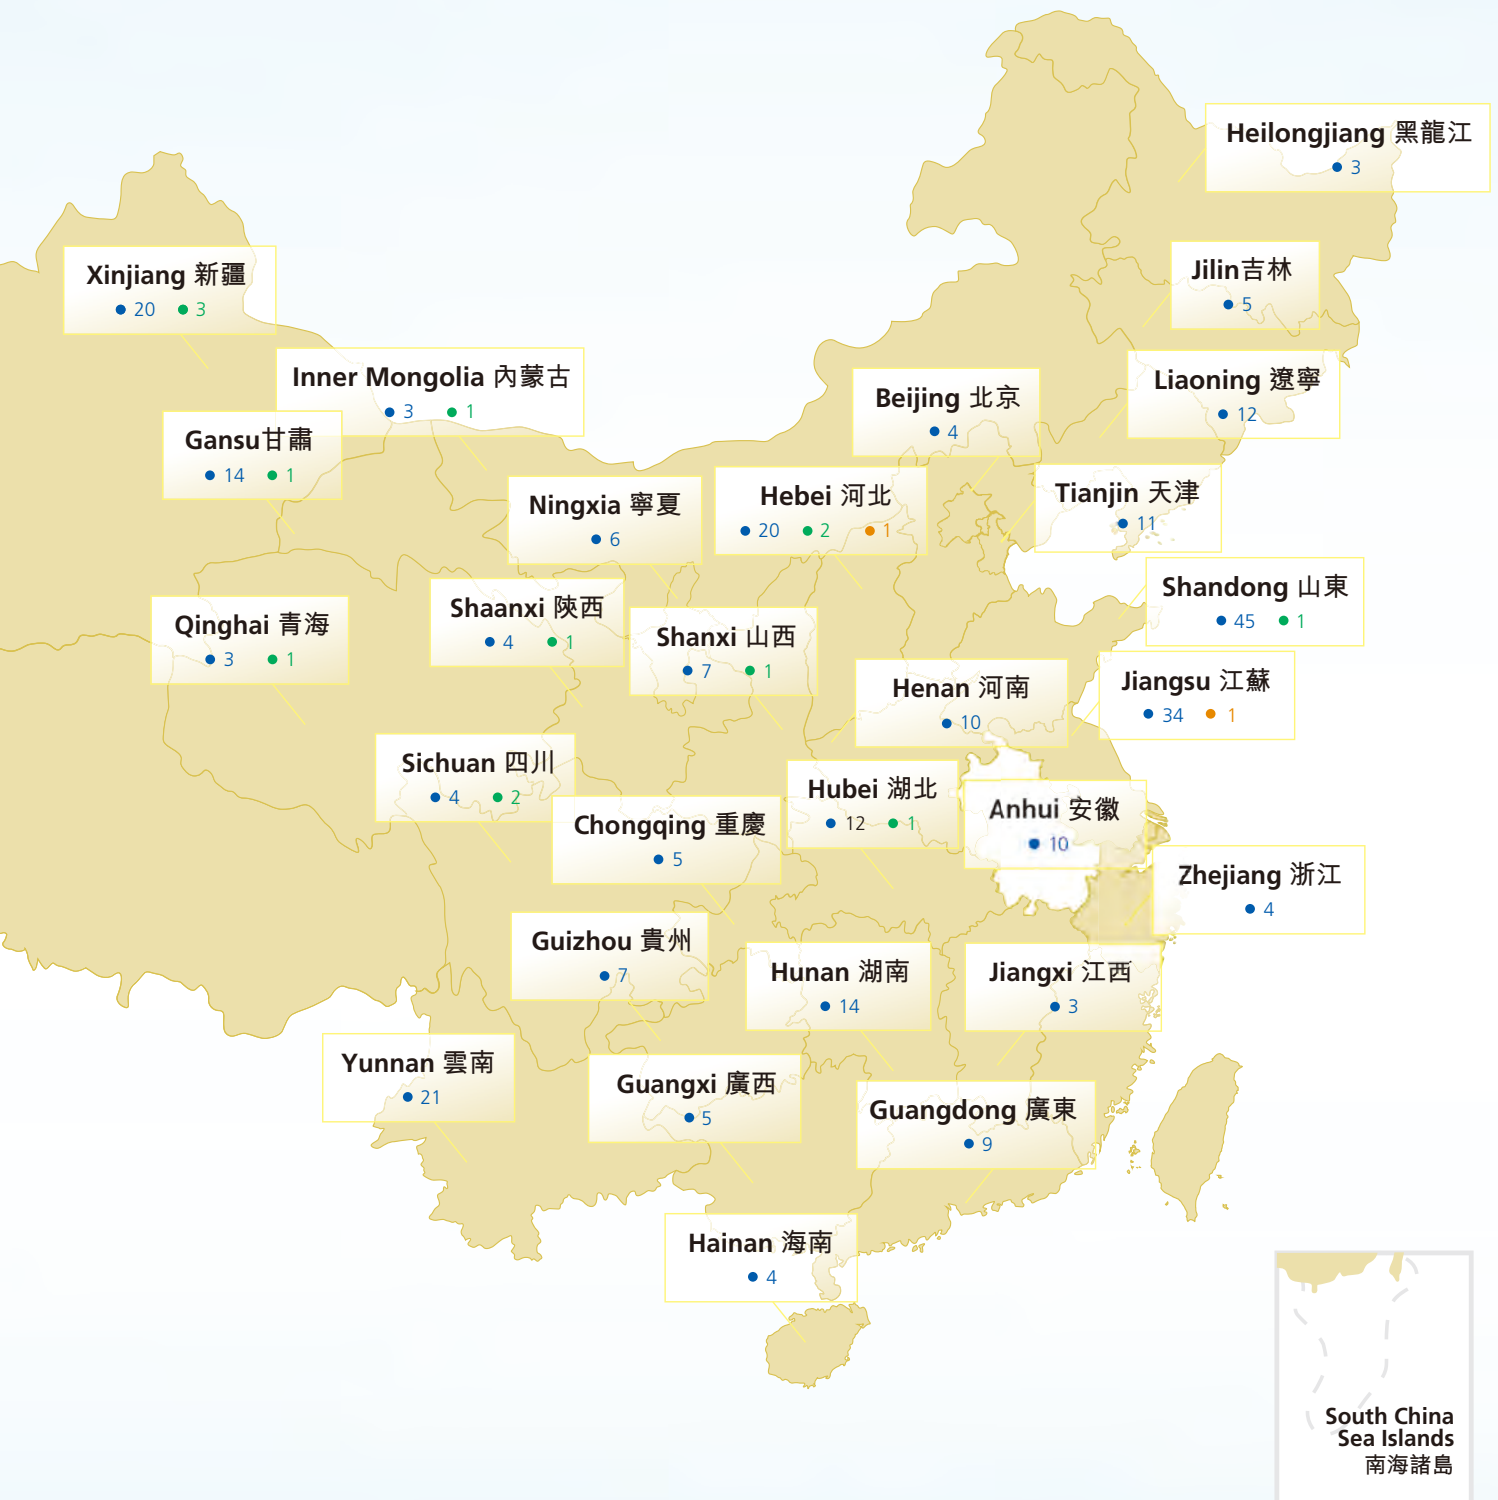 Heilongjiang 黑龍江
● 3
Xinjiang 新疆
● 20 ● 3
Jilin吉林
● 5
Inner Mongolia 內蒙古
● 3 ● 1
Liaoning 遼寧
● 12
Beijing 北京
● 4
Gansu甘肅
● 14 ● 1
Ningxia 寧夏
● 6
Hebei 河北
● 20 ● 2 ● 1
Tianjin 天津
● 11
Shandong 山東
● 45 ● 1
Qinghai 青海
● 3 ● 1
Shaanxi 陝西
● 4 ● 1
Shanxi 山西
● 7 ● 1
Henan 河南
● 10
Jiangsu 江蘇
● 34 ● 1
Sichuan 四川
● 4 ● 2
Hubei 湖北
● 12 ● 1
Anhui 安徽
● 10
Chongqing 重慶
● 5
Zhejiang 浙江
● 4
Guizhou 貴州
● 7
Hunan 湖南
● 14
Jiangxi 江西
● 3
Yunnan 雲南
● 21
Guangxi 廣西
● 5
Guangdong 廣東
● 9
Hainan 海南
● 4
South China
Sea Islands
南海諸島